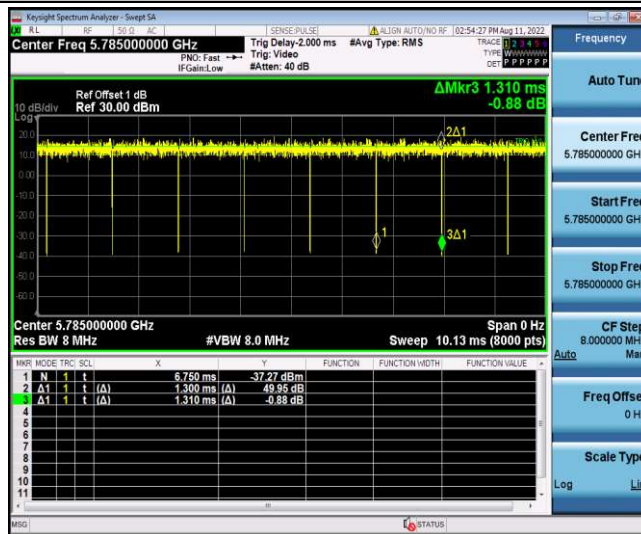 Keysight Spectrum Analyzer - Swept SA
RL RF 50 Ω AC SENSE:PULSE ALIGN AUTO/NO RF 02:54:27 PM Aug 11, 2022
Center Freq 5.785000000 GHz
PNO: Fast
IFGain:Low
Trig Delay-2.000 ms
Trig: Video
#Atten: 40 dB
#Avg Type: RMS
TRACE 1 2 3 4 5 6
TYPE WWWWWW
DET P P P P P P
Ref Offset 1 dB
10 dB/div Ref 30.00 dBm
Log
ΔMkr3 1.310 ms
-0.88 dB
20.0
10.0
0.00
-10.0
-20.0
-30.0
-40.0
-50.0
-60.0
2Δ1
1
3Δ1
Center 5.785000000 GHz Span 0 Hz
Res BW 8 MHz #VBW 8.0 MHz Sweep 10.13 ms (8000 pts)
MKR MODE TRC SCL X Y FUNCTION FUNCTION WIDTH FUNCTION VALUE
1 N 1 t 6.750 ms -37.27 dBm
2 Δ1 1 t (Δ) 1.300 ms (Δ) 49.95 dB
3 Δ1 1 t (Δ) 1.310 ms (Δ) -0.88 dB
4
5
6
7
8
9
10
11
MSG STATUS
Frequency
Auto Tune
Center Freq
5.785000000 GH
Start Freq
5.785000000 GH
Stop Freq
5.785000000 GH
CF Step
8.000000 MH
Auto Man
Freq Offset
0 H
Scale Type
Log Lin